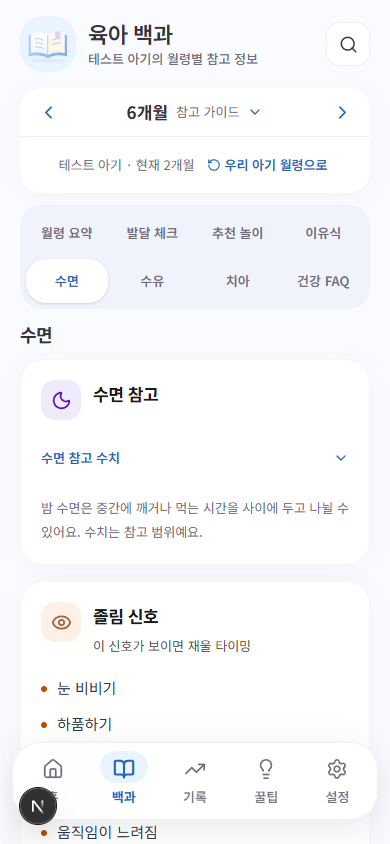 육아 백과
테스트 아기의 월령별 참고 정보
6개월 참고 가이드
테스트 아기 · 현재 2개월 우리 아기 월령으로
월령 요약 발달 체크 추천 놀이 이유식
수면 수유 치아 건강 FAQ
수면
수면 참고
수면 참고 수치
밤 수면은 중간에 깨거나 먹는 시간을 사이에 두고 나뉠 수
있어요. 수치는 참고 범위예요.
졸림 신호
이 신호가 보이면 재울 타이밍
눈 비비기
하품하기
백과 기록 꿀팁 설정
N
움직임이 느려짐